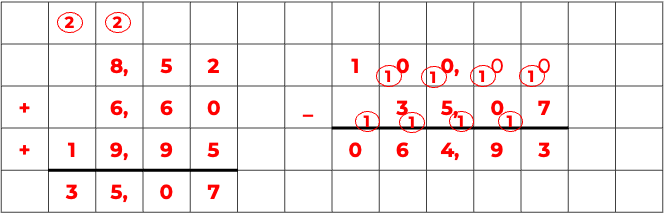 2 2
8, 5 2 1 0 0, 0 0
1 1 1 1
+ 6, 6 0 - 3 5, 0 7
1 1 1 1
+ 1 9, 9 5 0 6 4, 9 3
3 5, 0 7